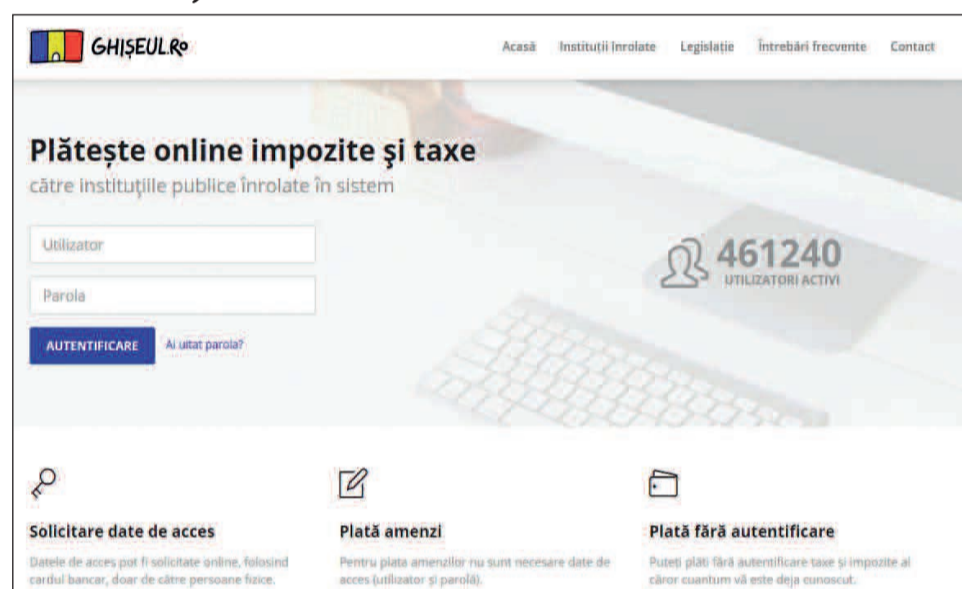 GHIȘEUL.RO
Acasă Instituții înrolate Legislație Întrebări frecvente Contact
Plătește online impozite şi taxe
către instituţiile publice înrolate în sistem
Utilizator
461240
UTILIZATORI ACTIVI
Parola
AUTENTIFICARE Ai uitat parola?
Solicitare date de acces
Datele de acces pot fi solicitate online, folosind
cardul bancar, doar de către persoane fizice.
Plată amenzi
Pentru plata amenzilor nu sunt necesare date de
acces (utilizator și parolă).
Plată fără autentificare
Puteți plăti fără autentificare taxe și impozite al
căror cuantum vă este deja cunoscut.